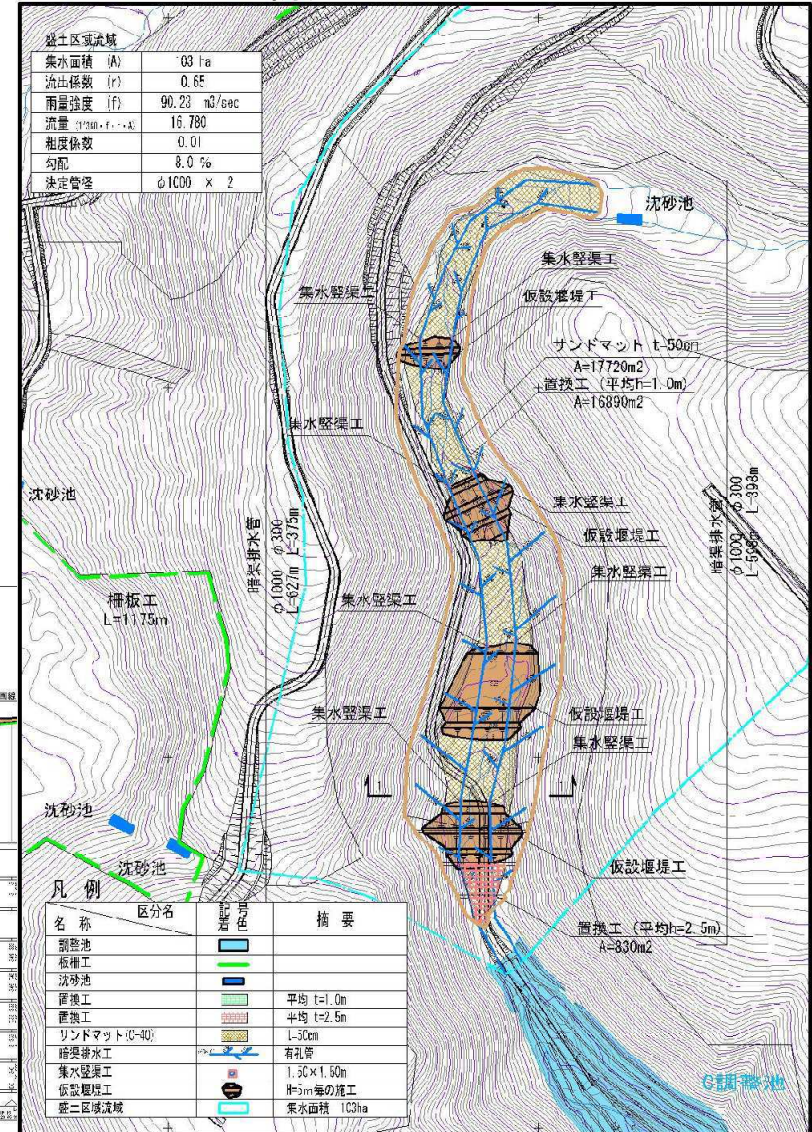 盛土区域流域
集水面積 (A) 103 ha
流出係数 (r) 0.65
雨量強度 (f) 90.23 m3/sec
流量 16.780
粗度係数 0.01
勾配 8.0 %
決定管径 φ1000 × 2
沈砂池
集水竪渠工
集水竪渠工
仮設堰堤工
サンドマット t=50cm
A=17720m2
置換工 (平均h=1.0m)
A=16890m2
集水竪渠工
沈砂池
集水竪渠工
仮設堰堤工
暗渠排水管
φ1000 φ300
L=627m L=375m
暗渠排水管
φ1000 φ300
L=398m
集水竪渠工
柵板工
L=1175m
集水竪渠工
集水竪渠工
仮設堰堤工
集水竪渠工
沈砂池
沈砂池
仮設堰堤工
置換工 (平均h=2.5m)
A=830m2
C調整池
凡 例
区分名
名 称 記号 着色 摘 要
調整池
板柵工
沈砂池
置換工 平均 t=1.0m
置換工 平均 t=2.5m
サンドマット(C-40) t=50cm
暗渠排水工 有孔管
集水竪渠工 1.50×1.50m
仮設堰堤工 H=5m毎の施工
盛土区域流域 集水面積 103ha